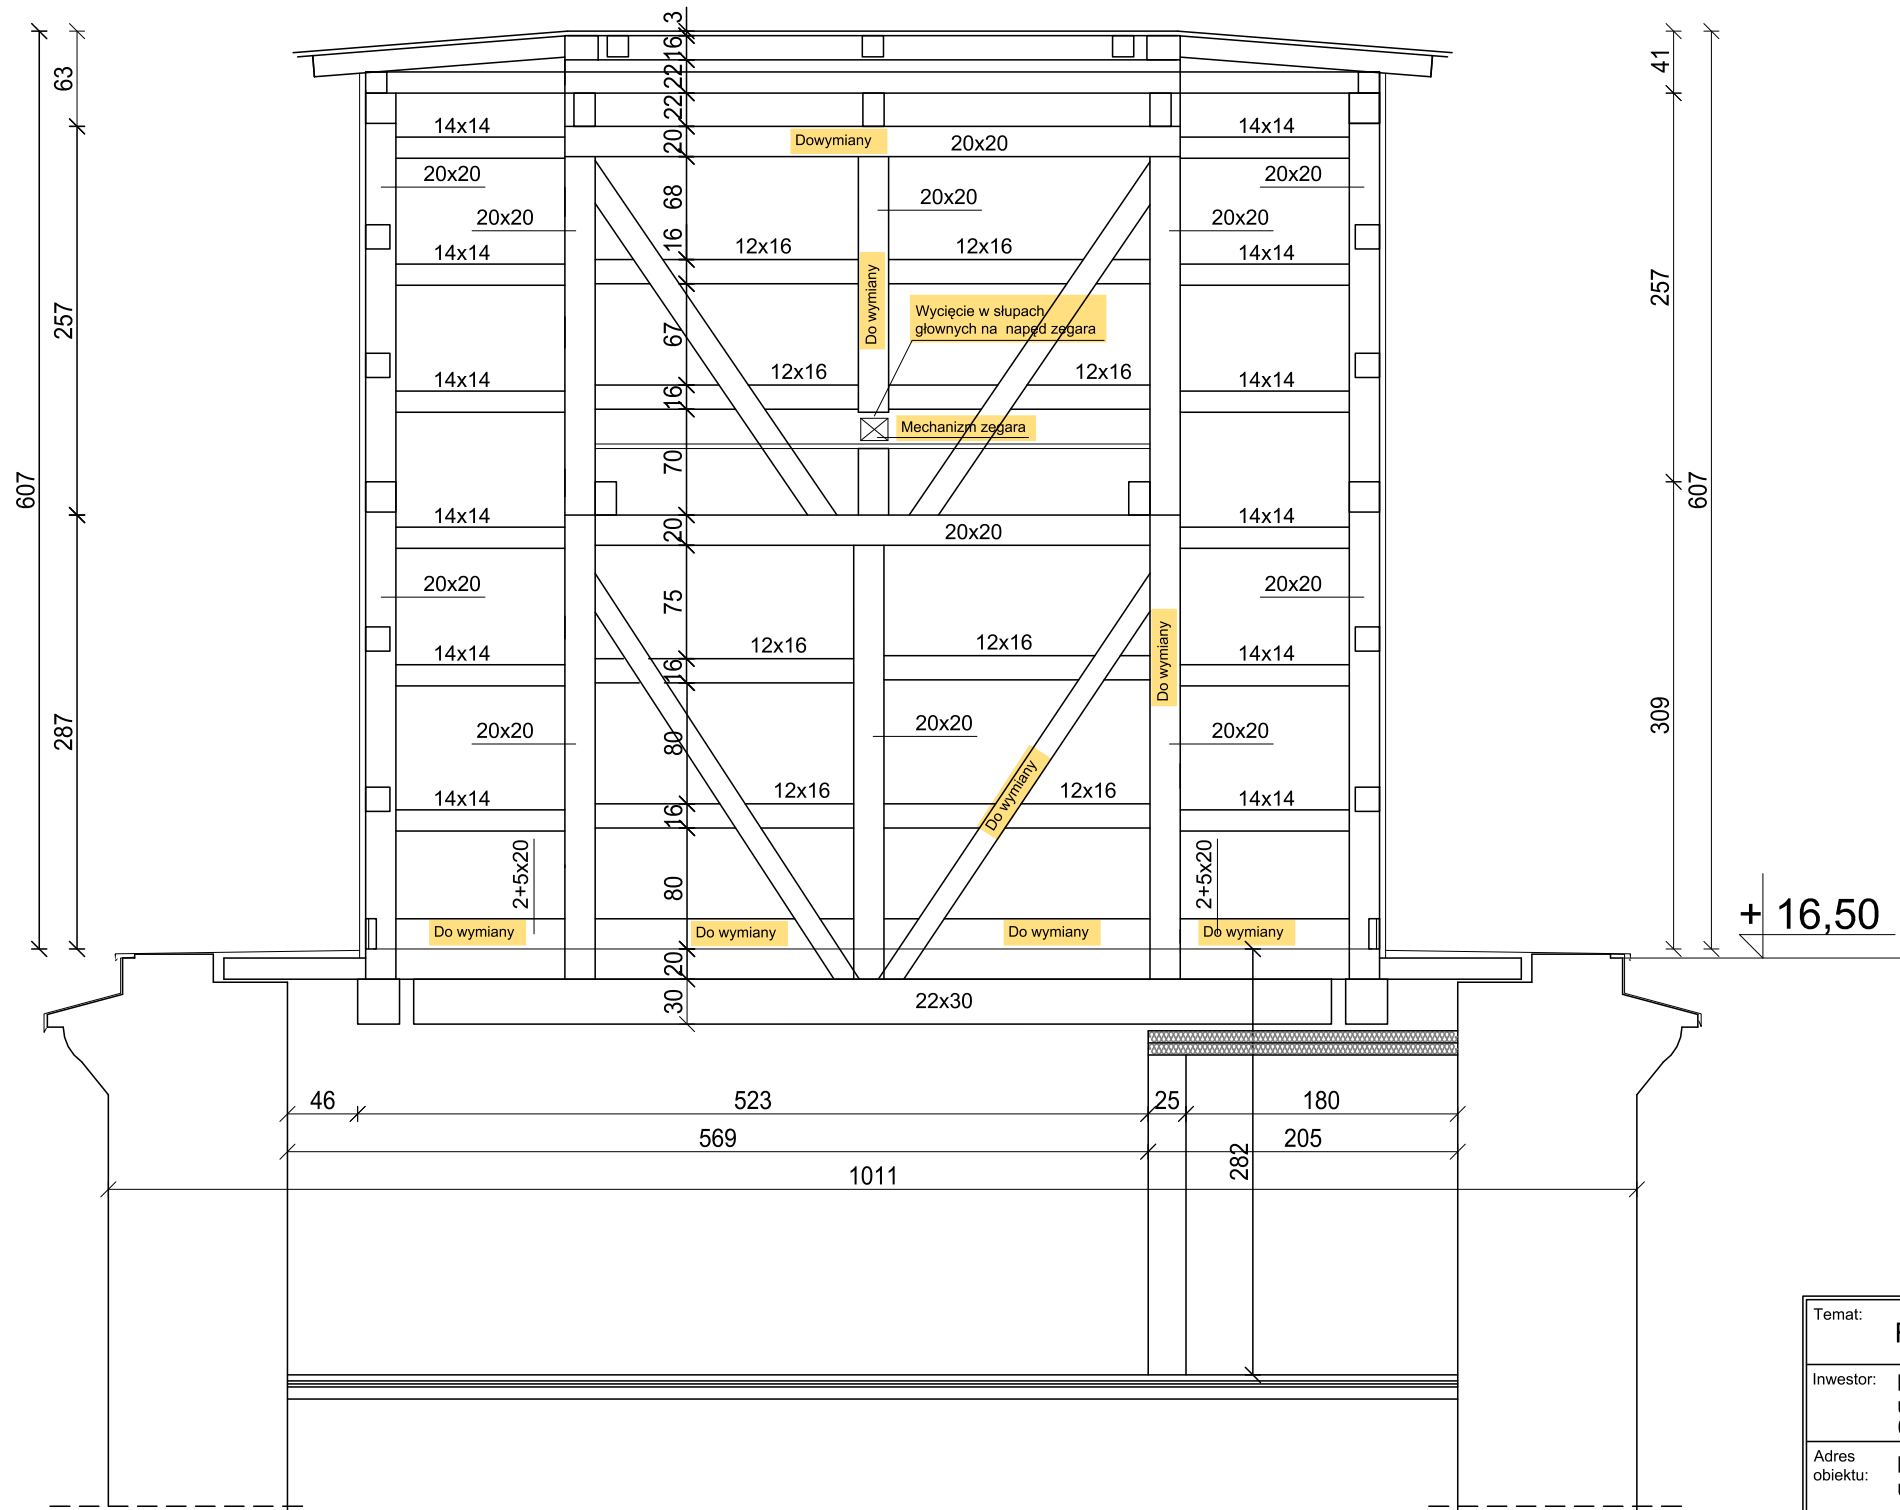 3
16
22
22
20
63
41
14x14
Dowymiany
20x20
14x14
20x20
20x20
20x20
68
20x20
20x20
16
12x16
12x16
14x14
14x14
257
257
Do wymiany
Wycięcie w słupach
głownych na napęd zegara
67
14x14
12x16
12x16
14x14
16
Mechanizm zegara
70
607
607
14x14
20
20x20
14x14
20x20
75
20x20
14x14
12x16
12x16
14x14
16
Do wymiany
287
309
20x20
80
20x20
20x20
Do wymiany
14x14
12x16
12x16
14x14
16
2+5x20
80
2+5x20
Do wymiany
Do wymiany
Do wymiany
Do wymiany
+ 16,50
20
30
22x30
46
523
25
180
569
205
282
1011
Temat:
Inwestor:
Adres
obiektu: